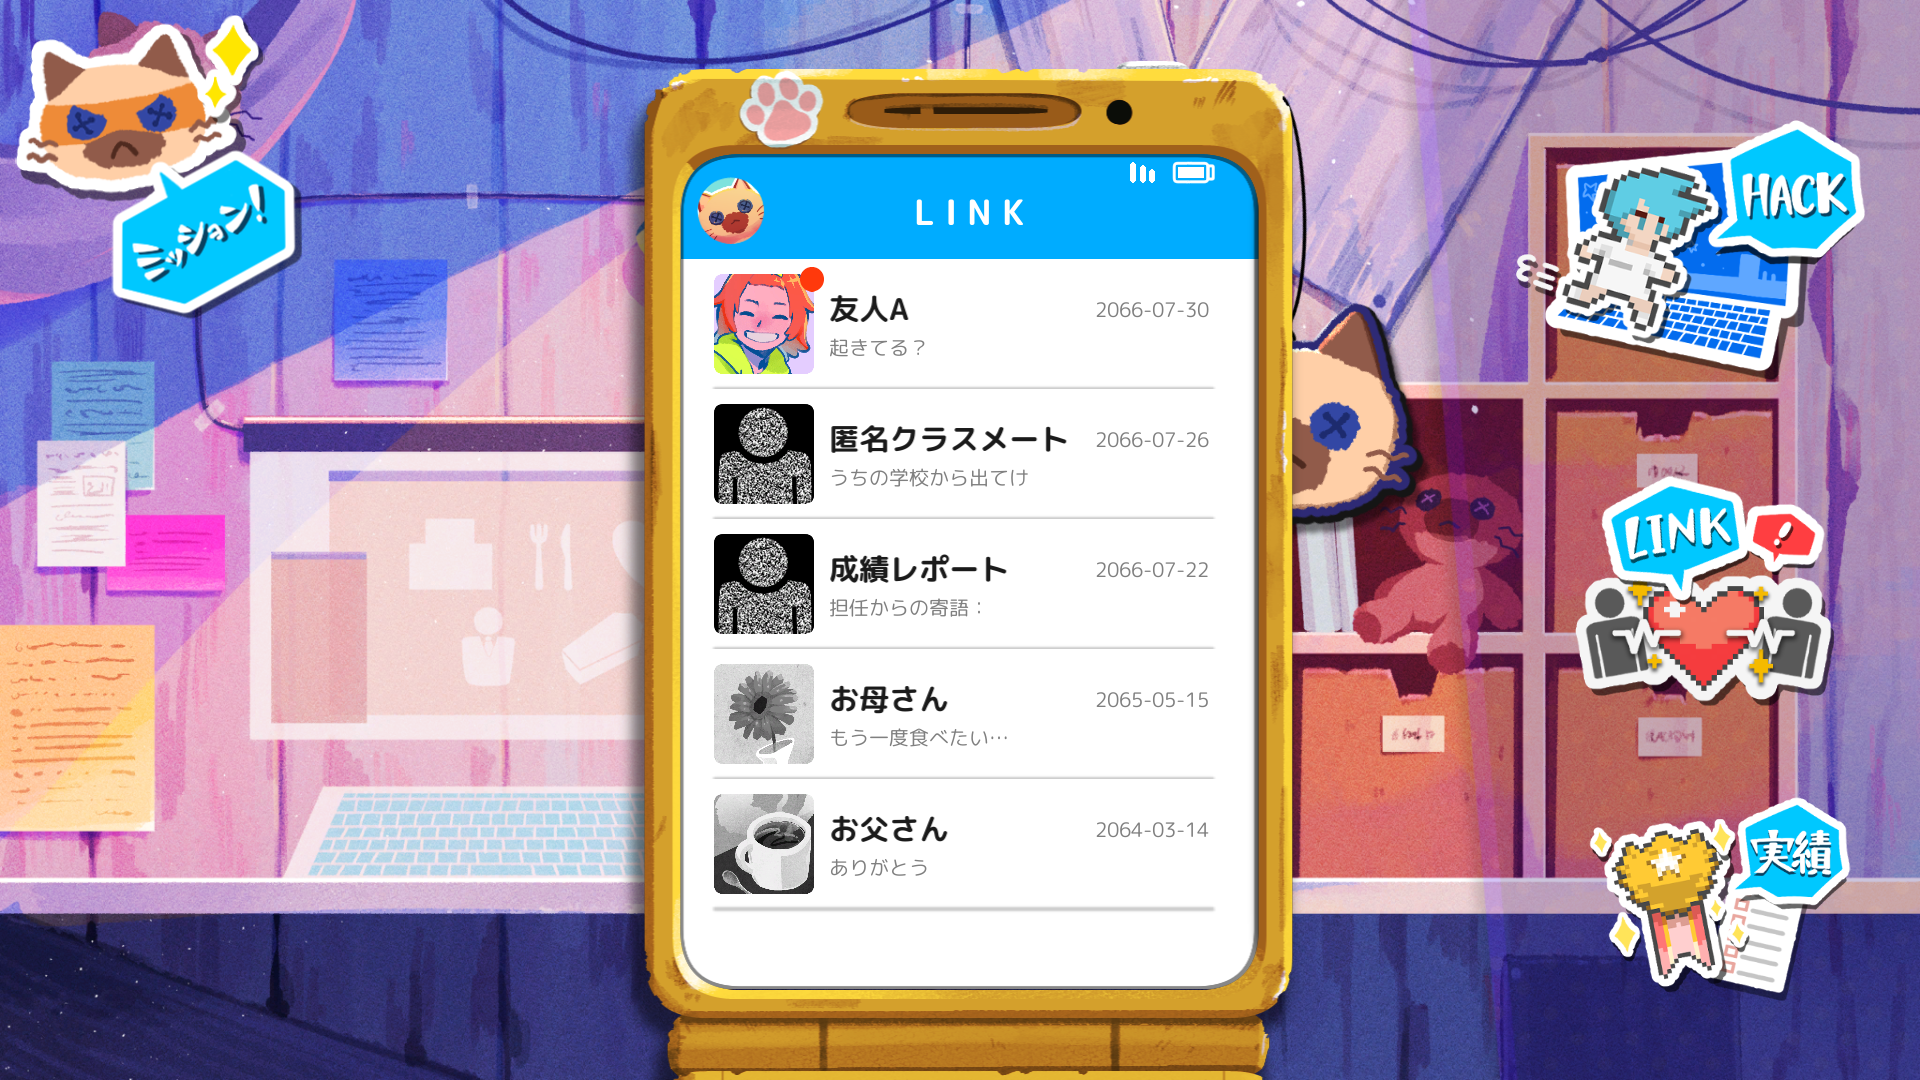 ミッション!
LINK
友人A
2066-07-30
起きてる？
匿名クラスメート
2066-07-26
うちの学校から出てけ
成績レポート
2066-07-22
担任からの寄語：
お母さん
2065-05-15
もう一度食べたい…
お父さん
2064-03-14
ありがとう
HACK
LINK
!
実績